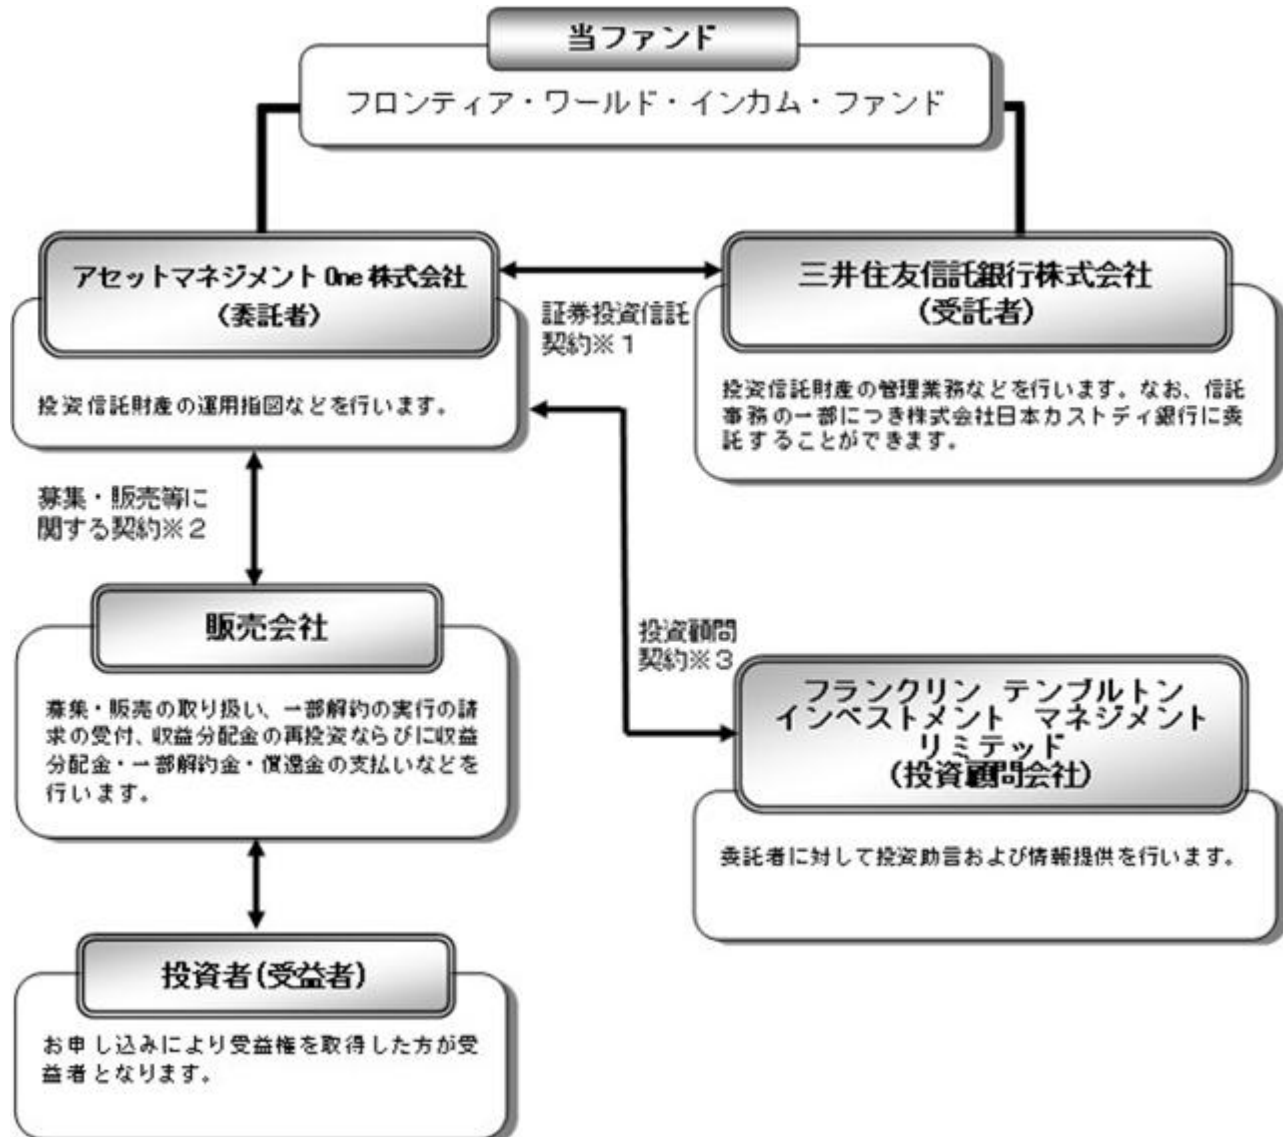 当ファンド
フロンティア・ワールド・インカム・ファンド
アセットマネジメント One 株式会社
（委託者）
投資信託財産の運用指図などを行います。
証券投資信託
契約※１
三井住友信託銀行株式会社
（受託者）
投資信託財産の管理業務などを行います。なお、信託
事務の一部につき株式会社日本カストディ銀行に委
託することができます。
募集・販売等に
関する契約※２
販売会社
募集・販売の取り扱い、一部解約の実行の請
求の受付、収益分配金の再投資ならびに収益
分配金・一部解約金・償還金の支払いなどを
行います。
投資顧問
契約※３
フランクリン テンプルトン
インベストメント マネジメント
リミテッド
（投資顧問会社）
委託者に対して投資助言および情報提供を行います。
投資者（受益者）
お申し込みにより受益権を取得した方が受
益者となります。